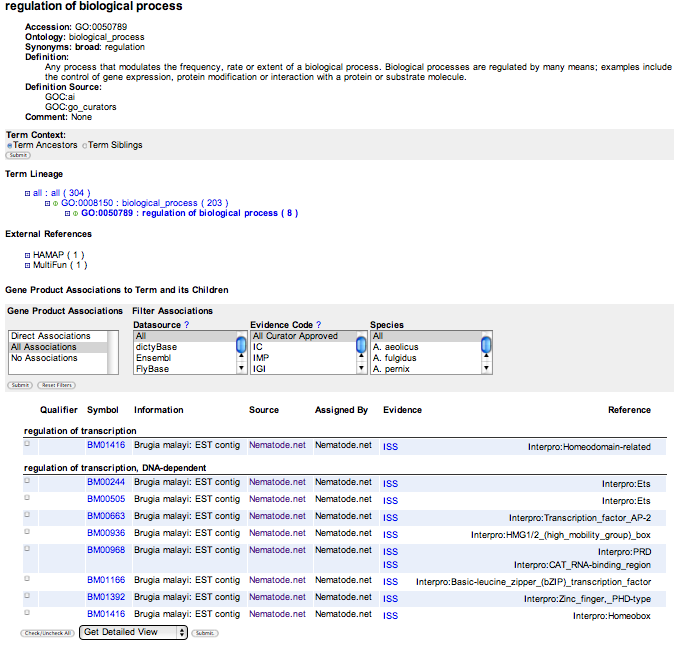 regulation of biological process
Accession: GO:0050789
Ontology: biological_process
Synonyms: broad: regulation
Definition:
Any process that modulates the frequency, rate or extent of a biological process. Biological processes are regulated by many means; examples include
the control of gene expression, protein modification or interaction with a protein or substrate molecule.
Definition Source:
GOC:ai
GOC:go_curators
Comment: None
Term Context:
Term Ancestors Term Siblings
Submit
Term Lineage
all : all ( 304 )
GO:0008150 : biological_process ( 203 )
GO:0050789 : regulation of biological process ( 8 )
External References
HAMAP ( 1 )
MultiFun ( 1 )
Gene Product Associations to Term and its Children
Gene Product Associations Filter Associations
Datasource ? Evidence Code ? Species
Direct Associations All All Curator Approved All
All Associations dictyBase IC A. aeolicus
No Associations Ensembl IMP A. fulgidus
FlyBase IGI A. pernix
Submit Reset Filters
Qualifier Symbol Information Source Assigned By Evidence Reference
regulation of transcription
BM01416 Brugia malayi: EST contig Nematode.net Nematode.net ISS Interpro:Homeodomain-related
regulation of transcription, DNA-dependent
BM00244 Brugia malayi: EST contig Nematode.net Nematode.net ISS Interpro:Ets
BM00505 Brugia malayi: EST contig Nematode.net Nematode.net ISS Interpro:Ets
BM00663 Brugia malayi: EST contig Nematode.net Nematode.net ISS Interpro:Transcription_factor_AP-2
BM00936 Brugia malayi: EST contig Nematode.net Nematode.net ISS Interpro:HMG1/2_(high_mobility_group)_box
BM00968 Brugia malayi: EST contig Nematode.net Nematode.net ISS Interpro:PRD
ISS Interpro:CAT_RNA-binding_region
BM01166 Brugia malayi: EST contig Nematode.net Nematode.net ISS Interpro:Basic-leucine_zipper_(bZIP)_transcription_factor
BM01392 Brugia malayi: EST contig Nematode.net Nematode.net ISS Interpro:Zinc_finger,_PHD-type
BM01416 Brugia malayi: EST contig Nematode.net Nematode.net ISS Interpro:Homeobox
Check/Uncheck All Get Detailed View Submit